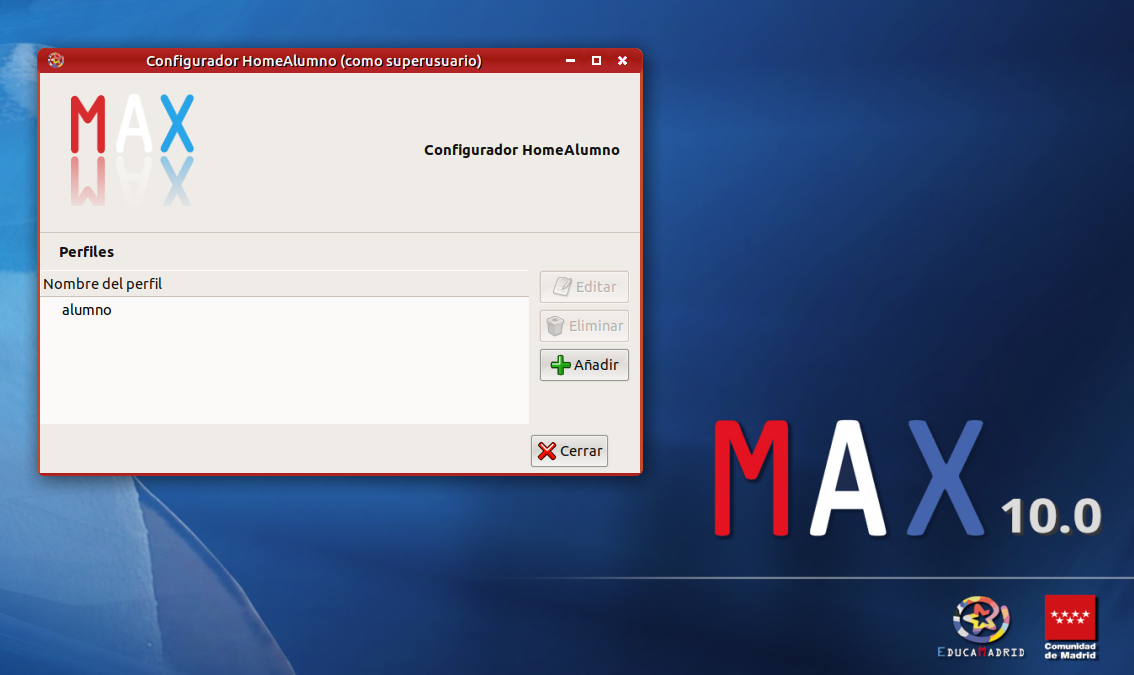 Configurador HomeAlumno (como superusuario)
MAX
Configurador HomeAlumno
Perfiles
Nombre del perfil
alumno
Editar
Eliminar
Añadir
Cerrar
MAX 10.0
EDUCAMADRID
Comunidad
de Madrid